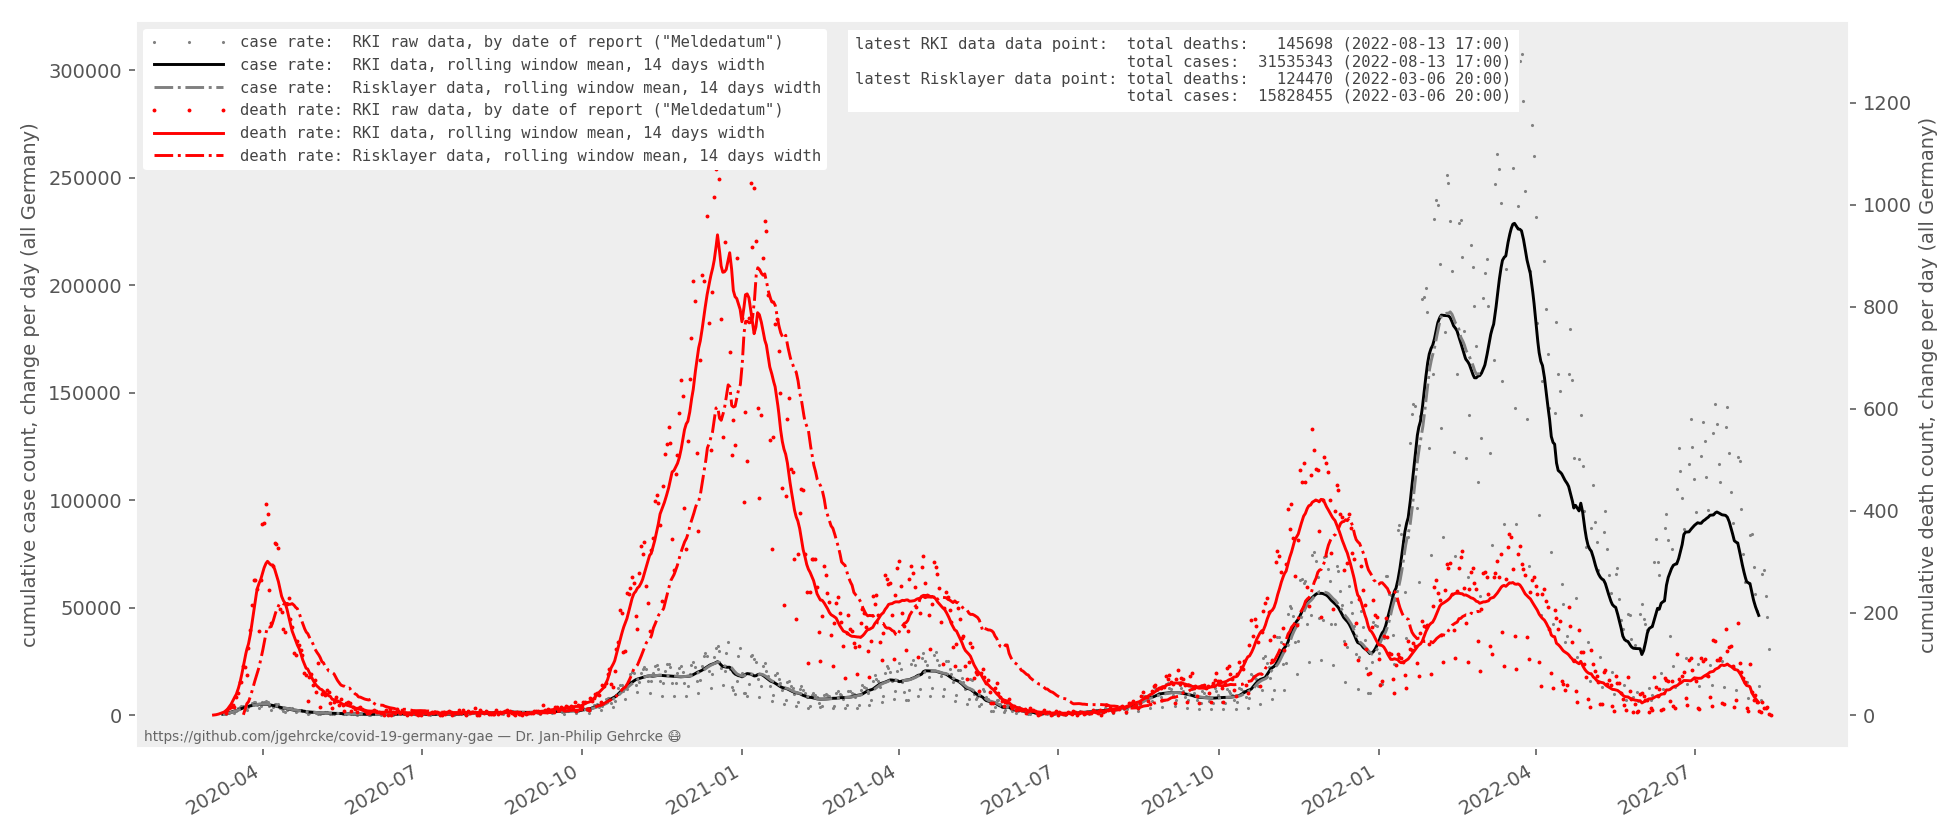 case rate:  RKI raw data, by date of report ("Meldedatum")
case rate:  RKI data, rolling window mean, 14 days width
case rate:  Risklayer data, rolling window mean, 14 days width
death rate: RKI raw data, by date of report ("Meldedatum")
death rate: RKI data, rolling window mean, 14 days width
death rate: Risklayer data, rolling window mean, 14 days width
latest RKI data data point:  total deaths:   145698 (2022-08-13 17:00)
total cases:  31535343 (2022-08-13 17:00)
latest Risklayer data point: total deaths:   124470 (2022-03-06 20:00)
total cases:  15828455 (2022-03-06 20:00)
cumulative case count, change per day (all Germany)
300000
250000
200000
150000
100000
50000
0
1200
1000
800
600
400
200
0
cumulative death count, change per day (all Germany)
https://github.com/jgehrcke/covid-19-germany-gae — Dr. Jan-Philip Gehrcke 😷
2020-04
2020-07
2020-10
2021-01
2021-04
2021-07
2021-10
2022-01
2022-04
2022-07